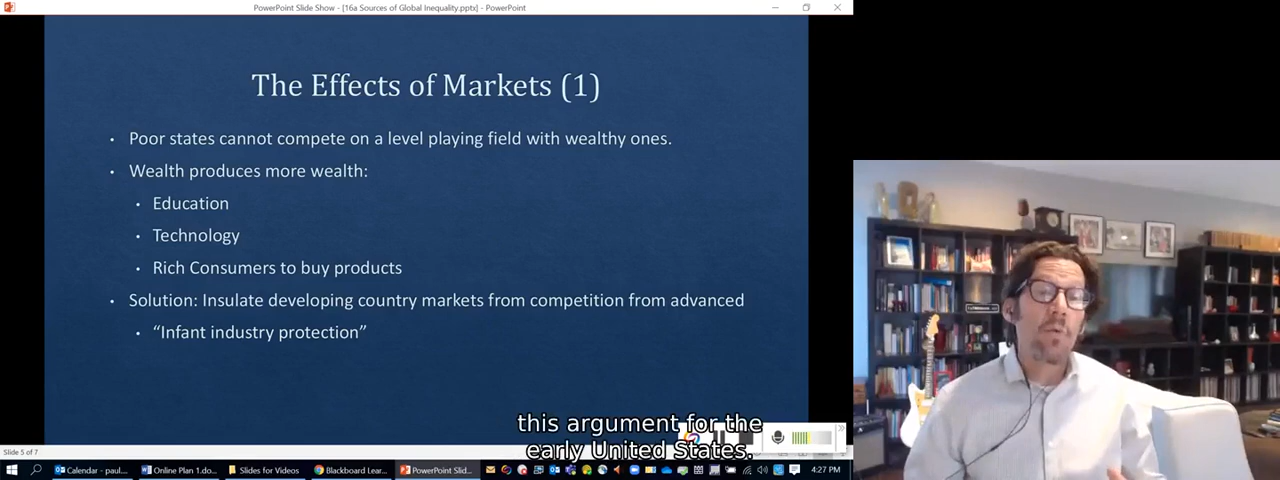 PowerPoint Slide Show - [16a Sources of Global Inequality.pptx] - PowerPoint
The Effects of Markets (1)
• Poor states cannot compete on a level playing field with wealthy ones.
• Wealth produces more wealth:
• Education
• Technology
• Rich Consumers to buy products
• Solution: Insulate developing country markets from competition from advanced
• “Infant industry protection”
this argument for the
early United States.
Slide 5 of 7
Calendar - paul...
Online Plan 1.do...
Slides for Videos
Blackboard Lear...
PowerPoint Slid...
4:27 PM